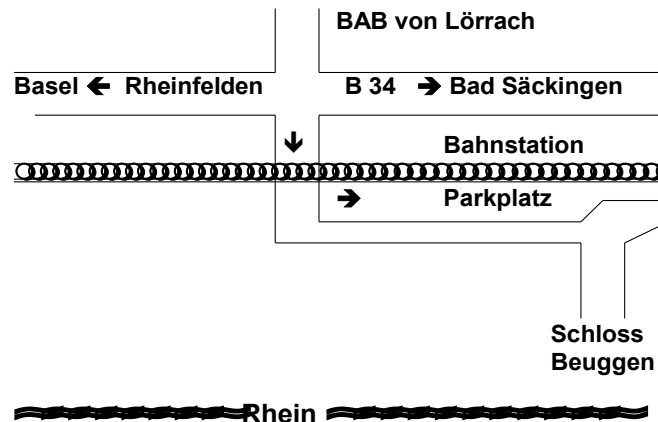 BAB von Lörrach
Basel ← Rheinfelden B 34 → Bad Säckingen
Bahnstation
Parkplatz
Schloss
Beuggen
Rhein